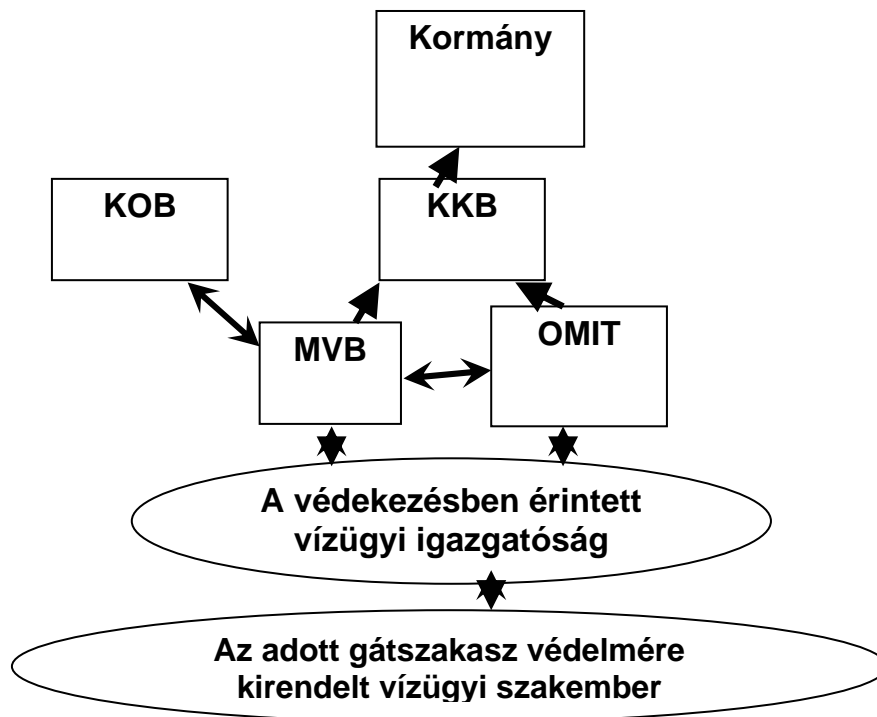 Kormány
KOB
KKB
MVB
OMIT
A védekezésben érintett
vízügyi igazgatóság
Az adott gátszakasz védelmére
kirendelt vízügyi szakember